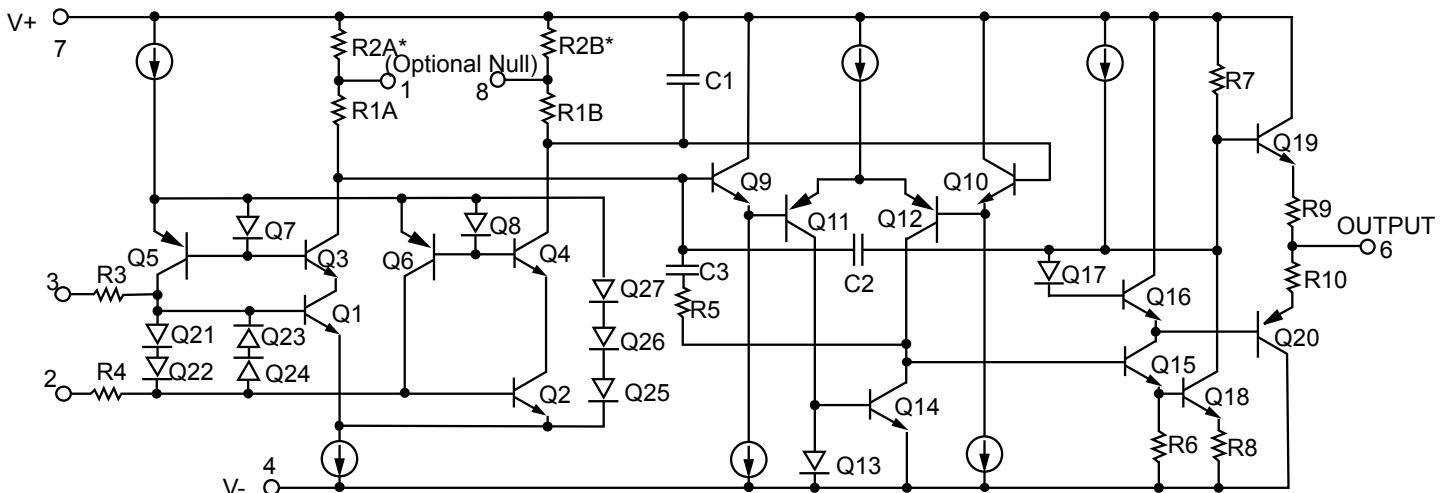 V+
7
R2A*
R2B*
(Optional Null)
1
8
C1
R7
R1A
R1B
Q19
Q9
Q10
Q7
Q8
Q11
Q12
R9
OUTPUT
6
Q5
Q3
Q6
Q4
C3
C2
Q17
R10
3
R3
Q27
Q16
Q1
R5
Q21
Q23
Q26
Q20
Q15
2
R4
Q22
Q24
Q2
Q25
Q18
Q14
R6
R8
Q13
4
V-